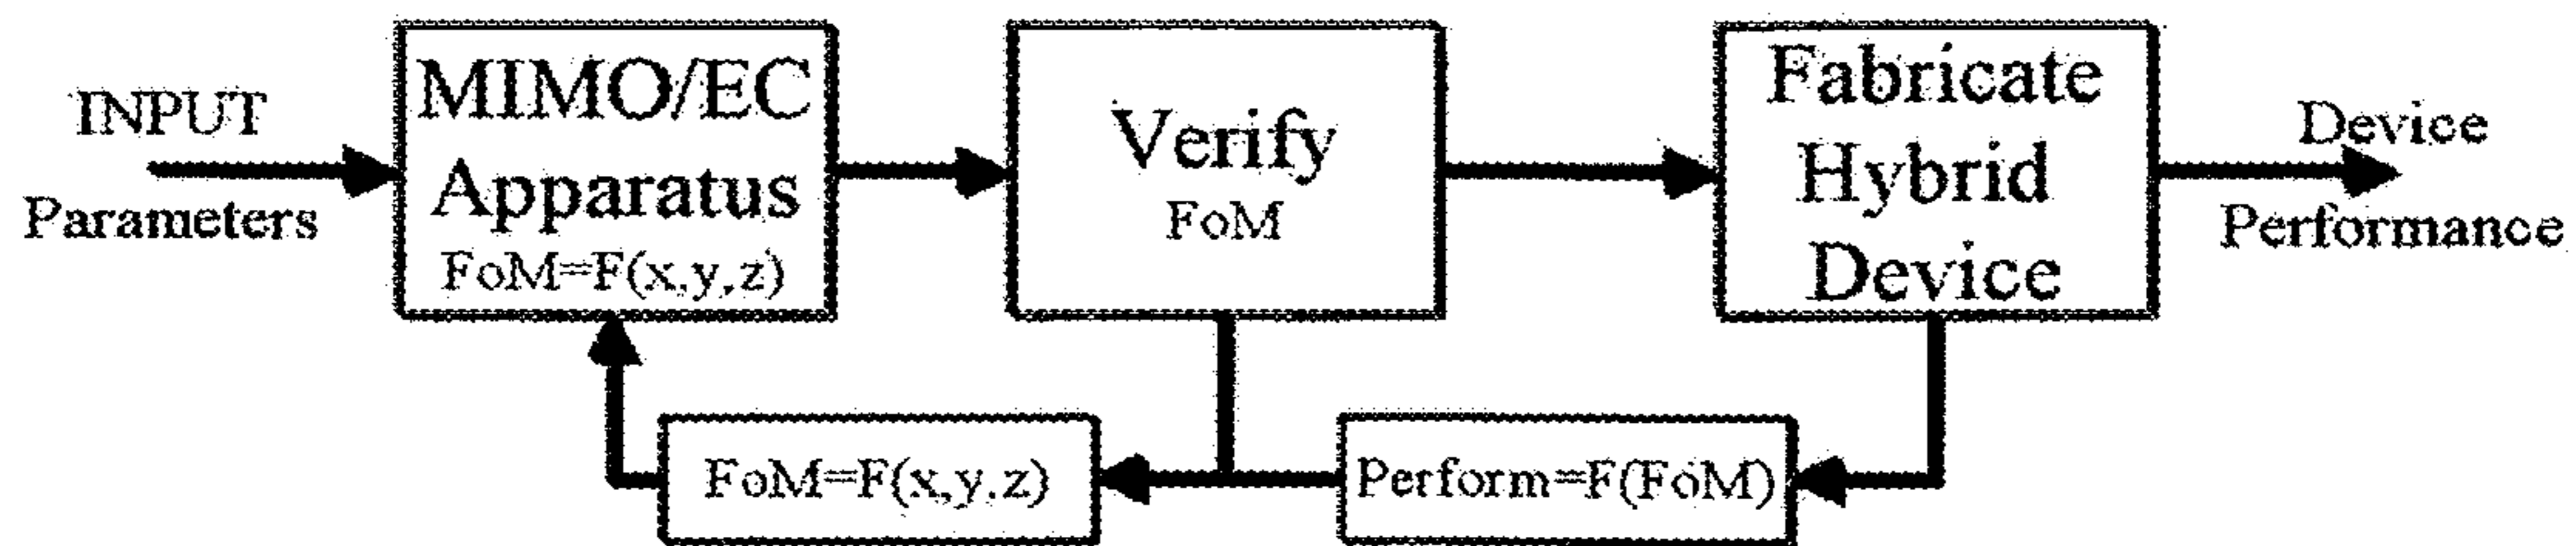 INPUT
Parameters
MIMO/EC
Apparatus
FoM=F(x,y,z)
Verify
FoM
Fabricate
Hybrid
Device
Device
Performance
FoM=F(x,y,z)
Perform=F(FoM)